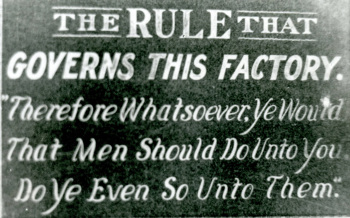 THE RULE THAT
GOVERNS THIS FACTORY.
"Therefore Whatsoever, Ye Would
That Men Should Do Unto You
Do Ye Even So Unto Them."